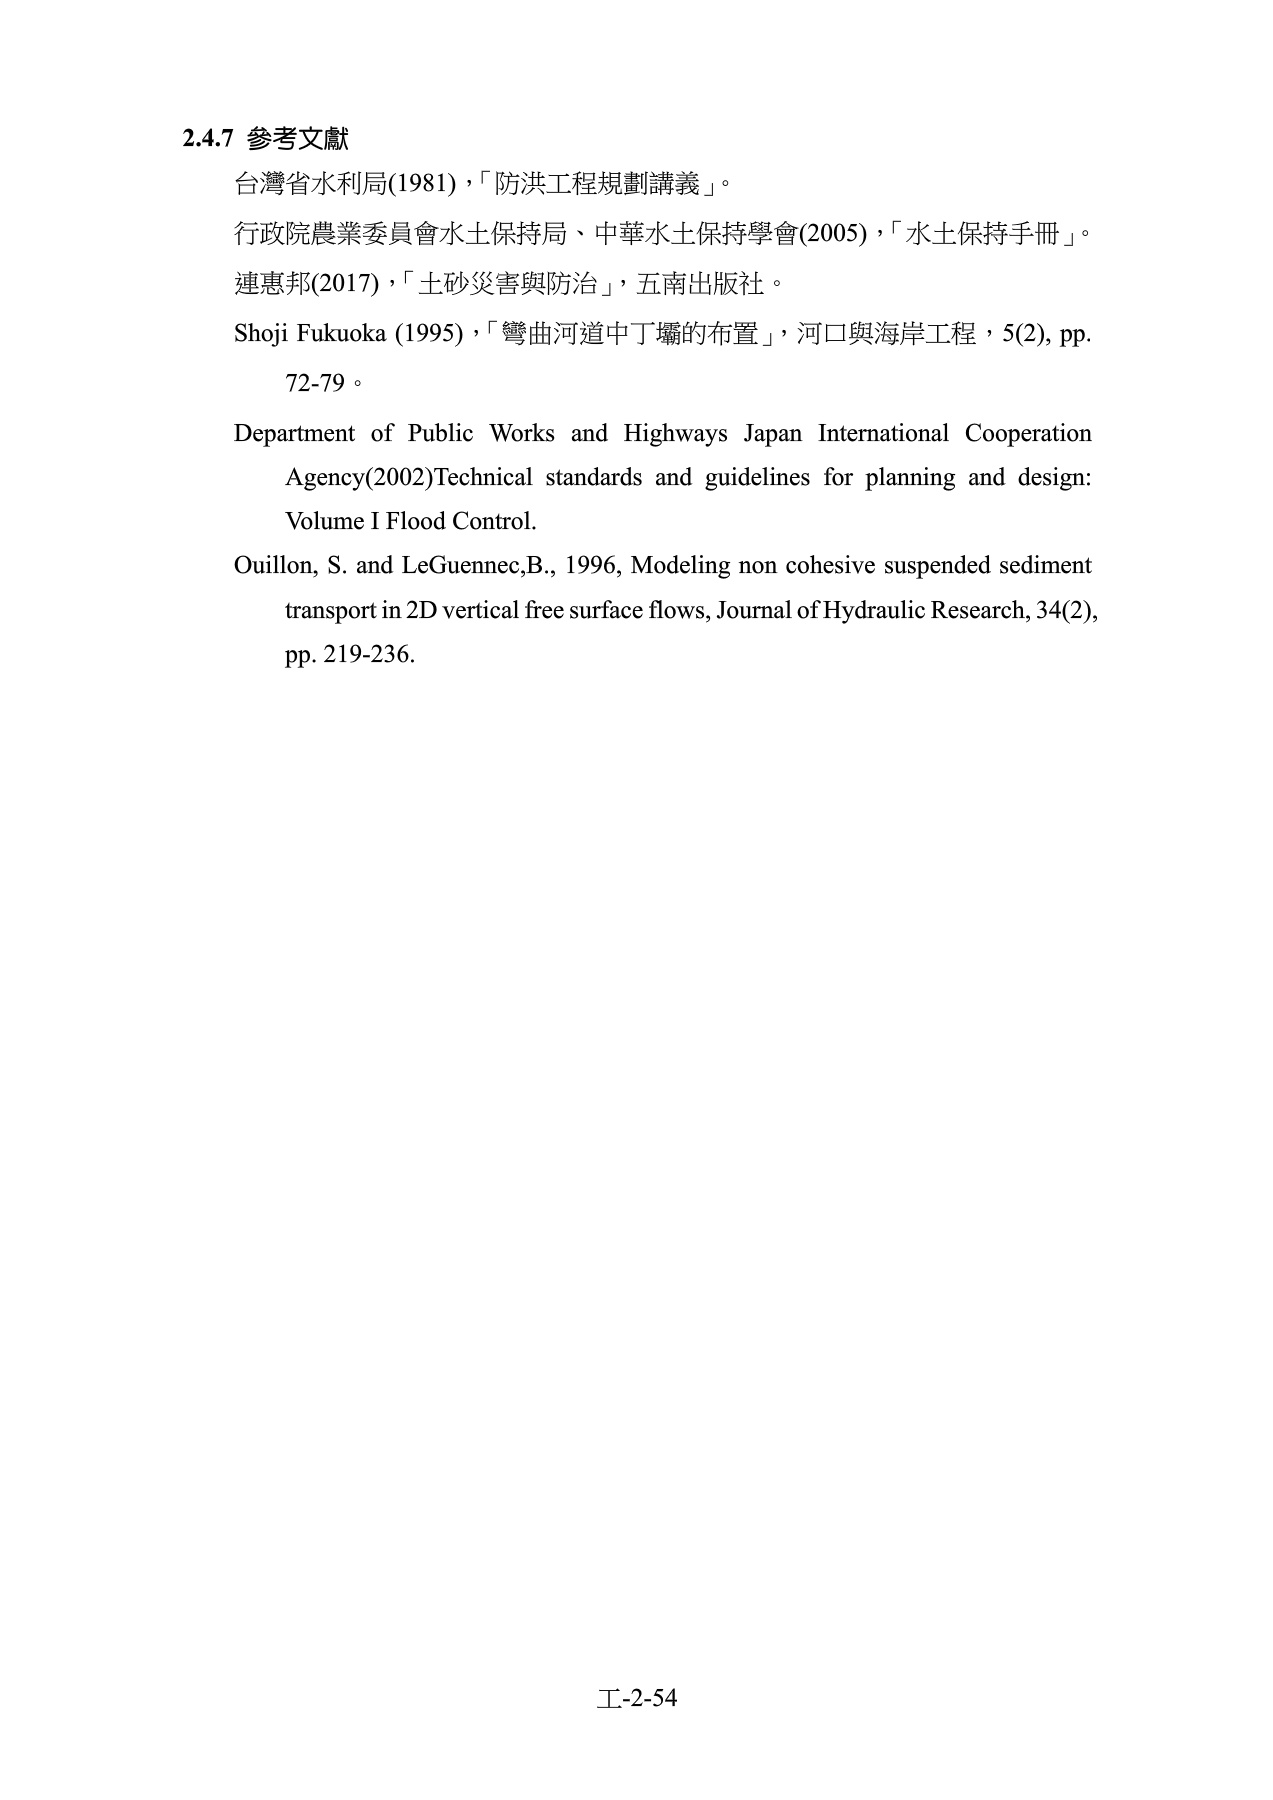 2.4.7 參考文獻
台灣省水利局(1981)，「防洪工程規劃講義」。
行政院農業委員會水土保持局、中華水土保持學會(2005)，「水土保持手冊」。
連惠邦(2017)，「土砂災害與防治」，五南出版社。
Shoji Fukuoka (1995)，「彎曲河道中丁壩的布置」，河口與海岸工程，5(2), pp.
72-79。
Department of Public Works and Highways Japan International Cooperation
Agency(2002)Technical standards and guidelines for planning and design:
Volume I Flood Control.
Ouillon, S. and LeGuennec,B., 1996, Modeling non cohesive suspended sediment
transport in 2D vertical free surface flows, Journal of Hydraulic Research, 34(2),
pp. 219-236.
工-2-54